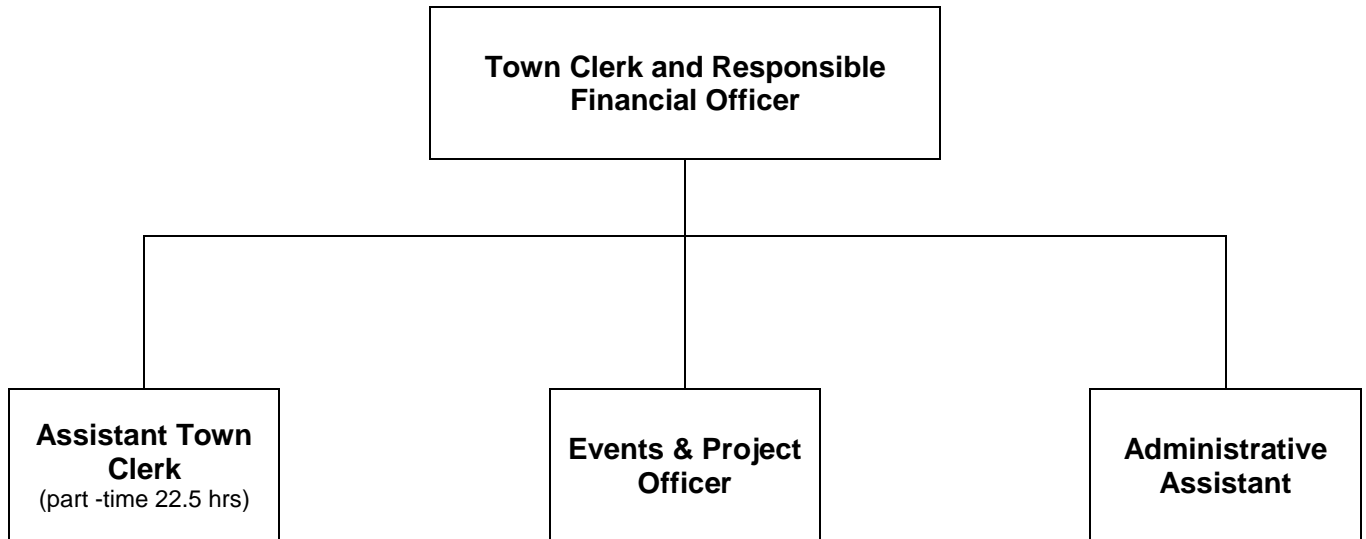 Town Clerk and Responsible
Financial Officer
Assistant Town
Clerk
(part -time 22.5 hrs)
Events & Project
Officer
Administrative
Assistant